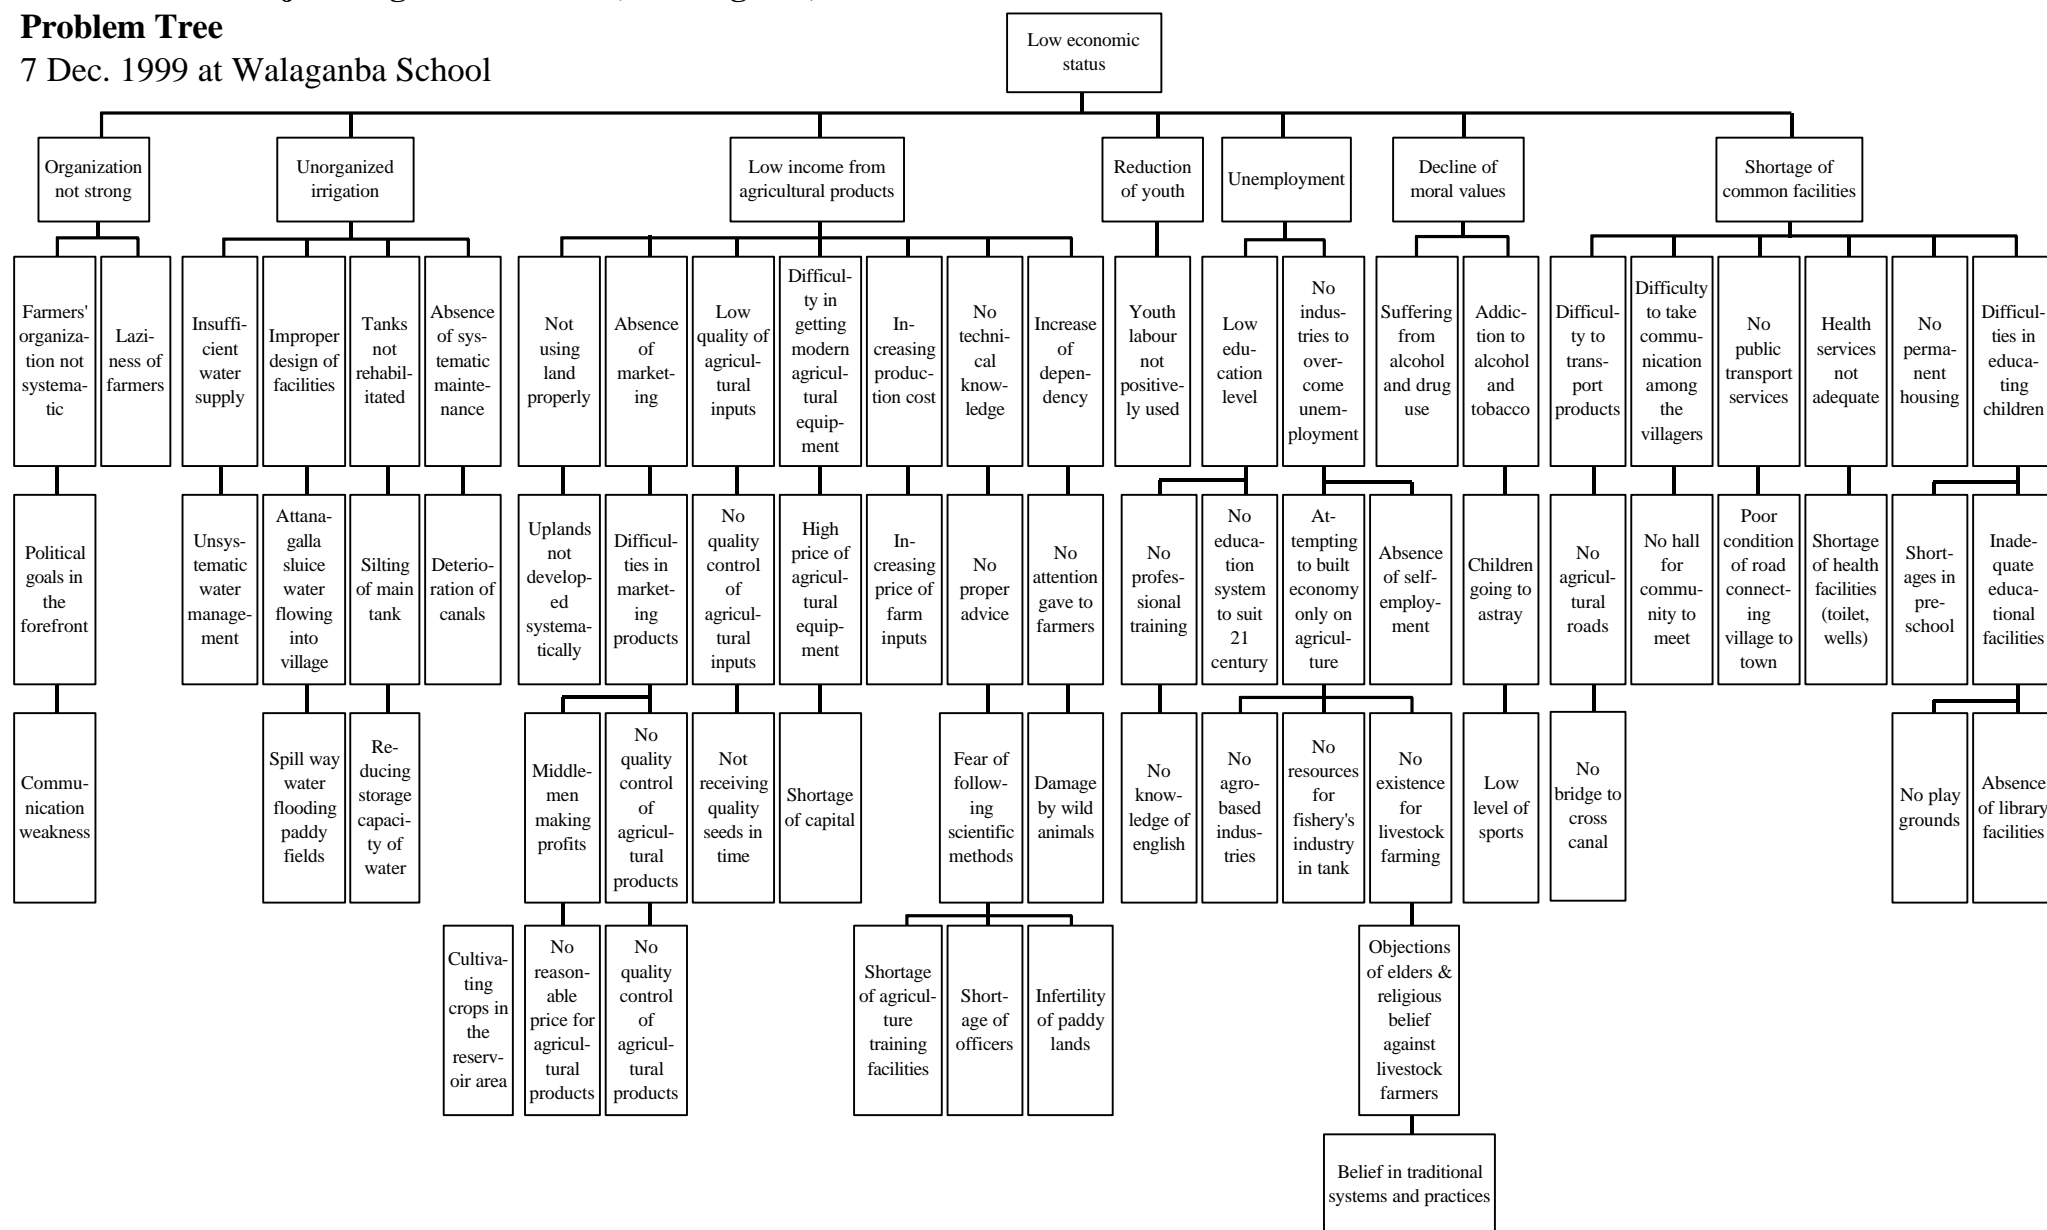 Problem Tree
7 Dec. 1999 at Walaganba School
Low economic
status
Organization
not strong
Unorganized
irrigation
Low income from
agricultural products
Reduction
of youth
Unemployment
Decline of
moral values
Shortage of
common facilities
Farmers'
organiza-
tion not
systema-
tic
Lazi-
ness of
farmers
Insuffi-
cient
water
supply
Improper
design of
facilities
Tanks
not
rehabil-
itated
Absence
of sys-
tematic
mainte-
nance
Not
using
land
properly
Absence
of
market-
ing
Low
quality of
agricul-
tural
inputs
Difficul-
ty in
getting
modern
agricul-
tural
equip-
ment
In-
creasing
produc-
tion cost
No
techni-
cal
know-
ledge
Increase
of
depen-
dency
Youth
labour
not
positive-
ly used
Low
edu-
cation
level
No
indus-
tries to
over-
come
unem-
ployment
Suffering
from
alcohol
and drug
use
Addic-
tion to
alcohol
and
tobacco
Difficul-
ty to
trans-
port
products
Difficulty
to take
commu-
nication
among
the
villagers
No
public
transport
services
Health
services
not
adequate
No
perma-
nent
housing
Difficul-
ties in
educa-
ting
children
Political
goals in
the
forefront
Unsys-
tematic
water
manage-
ment
Attana-
galla
sluice
water
flowing
into
village
Silting
of main
tank
Deterio-
ration of
canals
Uplands
not
develop-
ed
systema-
tically
Difficul-
ties in
market-
ing
products
No
quality
control
of
agricul-
tural
inputs
High
price of
agricul-
tural
equip-
ment
In-
creasing
price of
farm
inputs
No
proper
advice
No
attention
gave to
farmers
No
profes-
sional
training
No
educa-
tion
system
to suit
21
century
At-
tempting
to built
economy
only on
agricul-
ture
Absence
of self-
employ-
ment
Children
going to
astray
No
agricul-
tural
roads
No hall
for
commu-
nity to
meet
Poor
condition
of road
connect-
ing
village to
town
Shortage
of health
facilities
(toilet,
wells)
Short-
ages in
pre-
school
Inade-
quate
educa-
tional
facilities
Commu-
nication
weakness
Spill way
water
flooding
paddy
fields
Re-
ducing
storage
capaci-
ty of
water
Middle-
men
making
profits
No
quality
control
of
agricul-
tural
products
Not
receiving
quality
seeds in
time
Shortage
of capital
Fear of
follow-
ing
scientific
methods
Damage
by wild
animals
No
know-
ledge of
english
No
agro-
based
indus-
tries
No
resources
for
fishery's
industry
in tank
No
existence
for
livestock
farming
Low
level of
sports
No
bridge to
cross
canal
No play
grounds
Absence
of library
facilities
Cultiva-
ting
crops in
the
reserv-
oir area
No
reason-
able
price for
agricul-
tural
products
No
quality
control
of
agricul-
tural
products
Shortage
of agricul-
ture
training
facilities
Short-
age of
officers
Infertility
of paddy
lands
Objections
of elders &
religious
belief
against
livestock
farmers
Belief in traditional
systems and practices